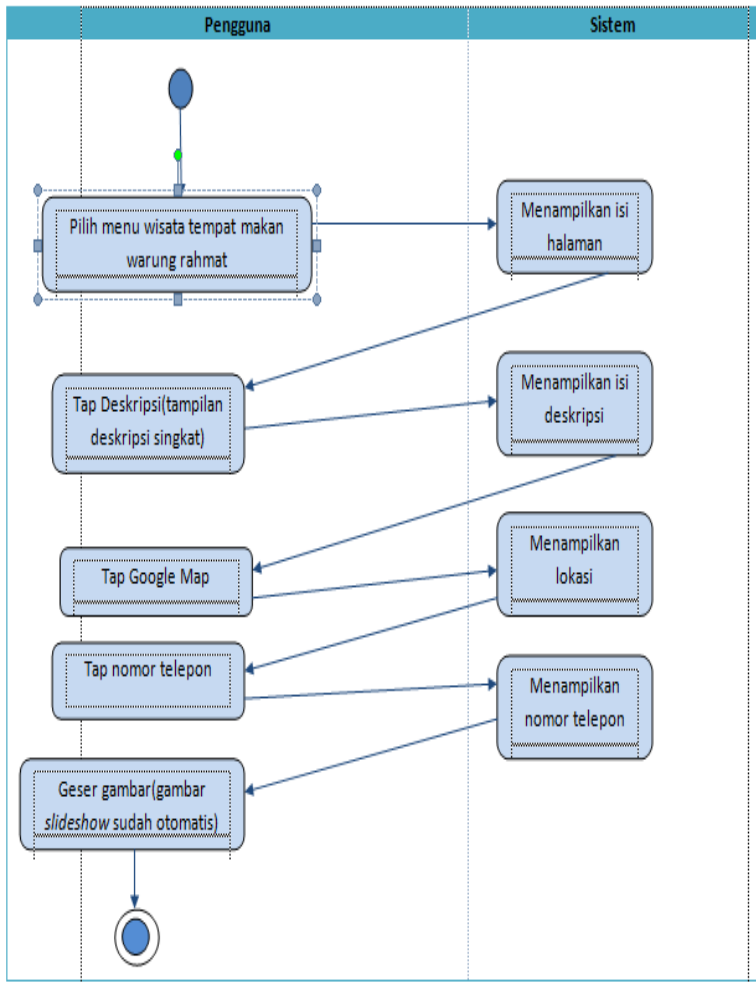 Pengguna
Sistem
Pilih menu wisata tempat makan
warung rahmat
Menampilkan isi
halaman
Tap Deskripsi(tampilan
deskripsi singkat)
Menampilkan isi
deskripsi
Tap Google Map
Menampilkan
lokasi
Tap nomor telepon
Menampilkan
nomor telepon
Geser gambar(gambar
slideshow sudah otomatis)